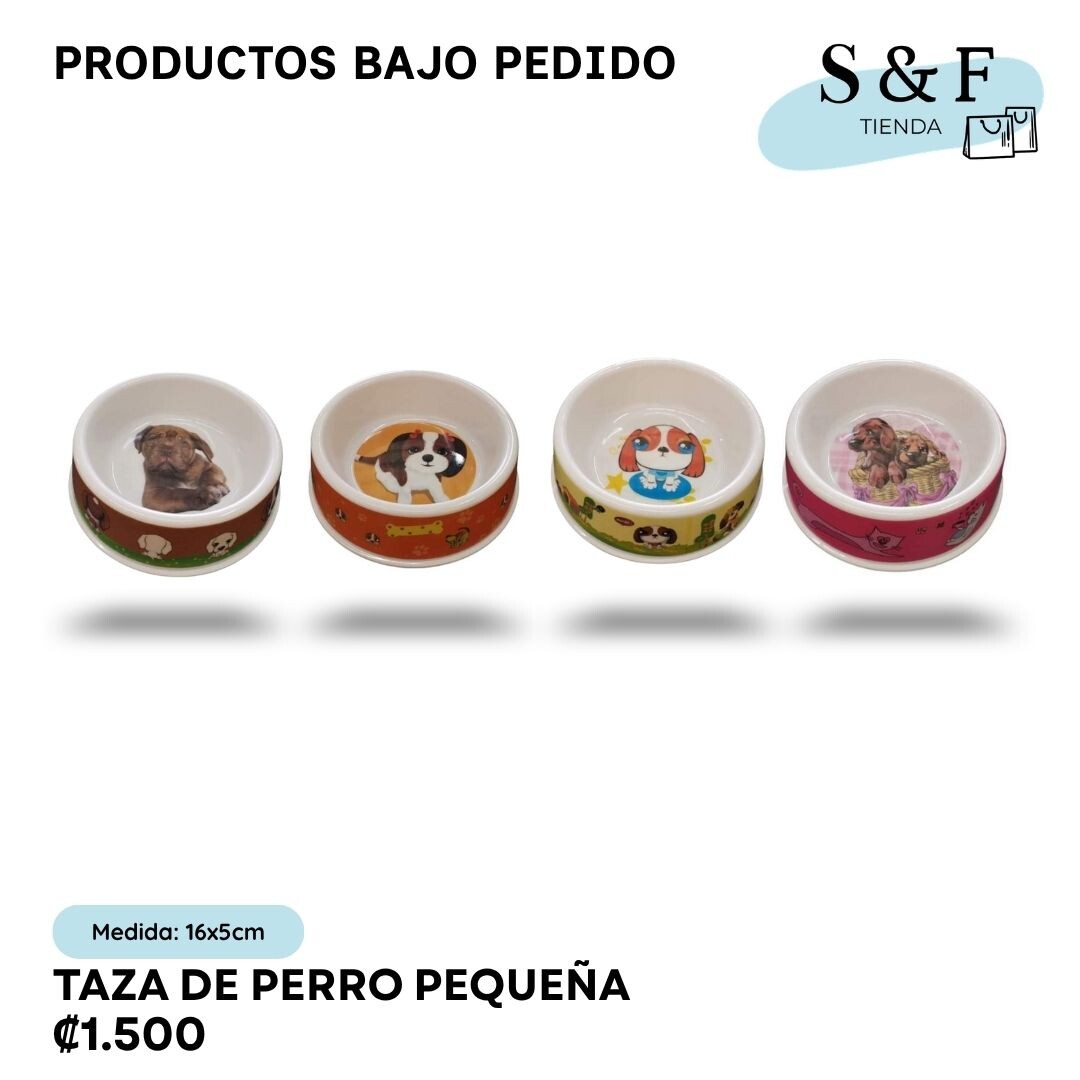 PRODUCTOS BAJO PEDIDO
S & F
TIENDA
Medida: 16x5cm
TAZA DE PERRO PEQUEÑA
₡1.500